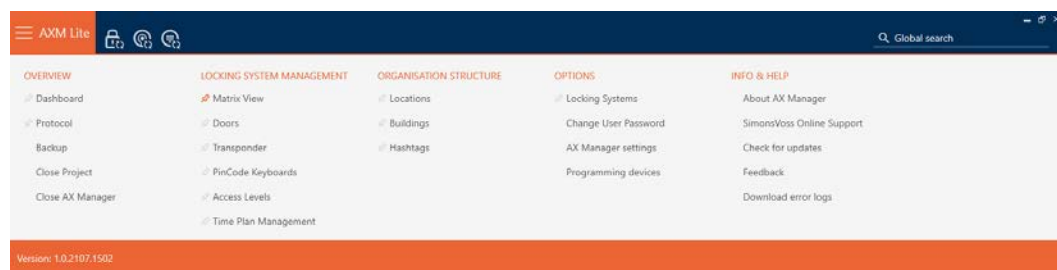 AXM Lite
Global search
OVERVIEW
Dashboard
Protocol
Backup
Close Project
Close AX Manager
LOCKING SYSTEM MANAGEMENT
Matrix View
Doors
Transponder
PinCode Keyboards
Access Levels
Time Plan Management
ORGANISATION STRUCTURE
Locations
Buildings
Hashtags
OPTIONS
Locking Systems
Change User Password
AX Manager settings
Programming devices
INFO & HELP
About AX Manager
SimonsVoss Online Support
Check for updates
Feedback
Download error logs
Version: 1.0.2107.1502